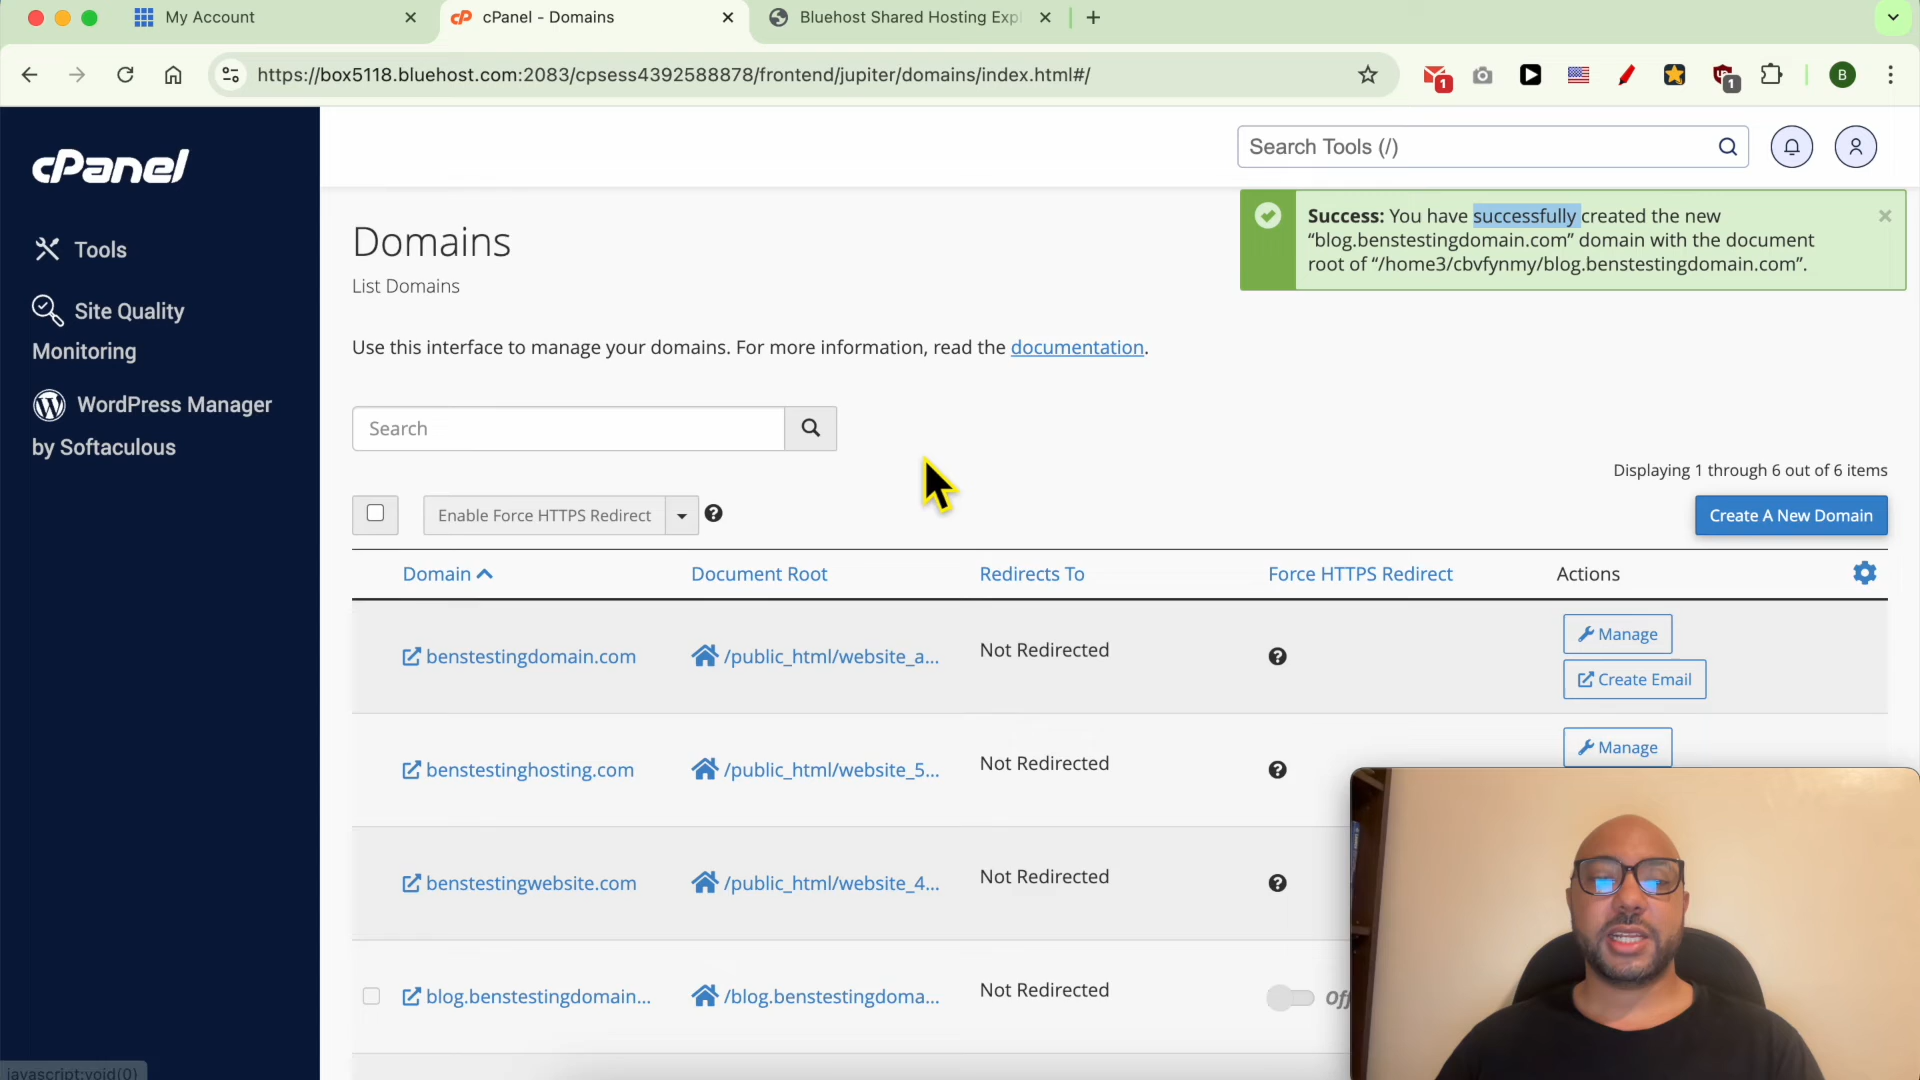 My Account
cPanel - Domains
Bluehost Shared Hosting Exp
https://box5118.bluehost.com:2083/cpsess4392588878/frontend/jupiter/domains/index.html#/
1
1
B
cPanel
Search Tools (/)
Tools
Site Quality
Monitoring
WordPress Manager
by Softaculous
Success: You have successfully created the new
“blog.benstestingdomain.com” domain with the document
root of “/home3/cbvfynmy/blog.benstestingdomain.com”.
Domains
List Domains
Use this interface to manage your domains. For more information, read the documentation.
Search
Displaying 1 through 6 out of 6 items
Enable Force HTTPS Redirect
Create A New Domain
Domain Document Root Redirects To Force HTTPS Redirect Actions
benstestingdomain.com /public_html/website_a... Not Redirected Manage
Create Email
benstestinghosting.com /public_html/website_5... Not Redirected Manage
benstestingwebsite.com /public_html/website_4... Not Redirected
blog.benstestingdomain... /blog.benstestingdoma... Not Redirected Off
javascript:void(0)